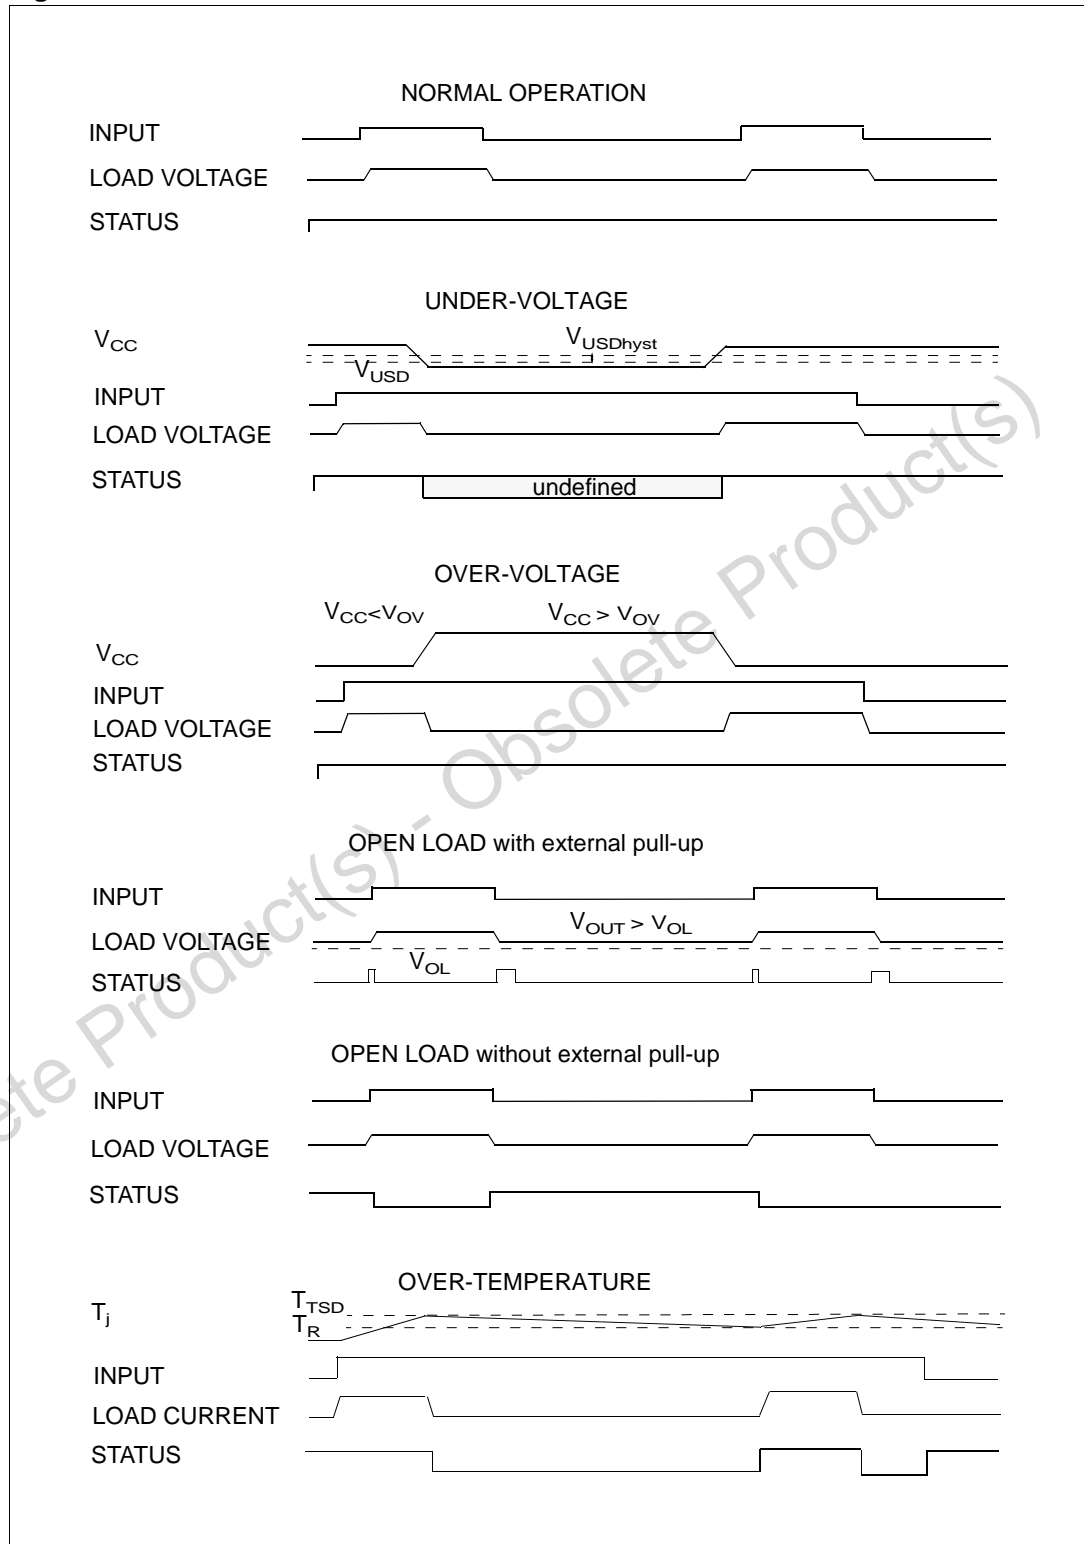 NORMAL OPERATION
INPUT
LOAD VOLTAGE
STATUS
UNDER-VOLTAGE
VCC
VUSDhyst
VUSD
INPUT
LOAD VOLTAGE
STATUS
undefined
OVER-VOLTAGE
VCC<VOV
VCC > VOV
VCC
INPUT
LOAD VOLTAGE
STATUS
OPEN LOAD with external pull-up
INPUT
VOUT > VOL
LOAD VOLTAGE
VOL
STATUS
OPEN LOAD without external pull-up
INPUT
LOAD VOLTAGE
STATUS
OVER-TEMPERATURE
Tj
TTSD
TR
INPUT
LOAD CURRENT
STATUS
ete Product(s) - Obsolete Product(s)